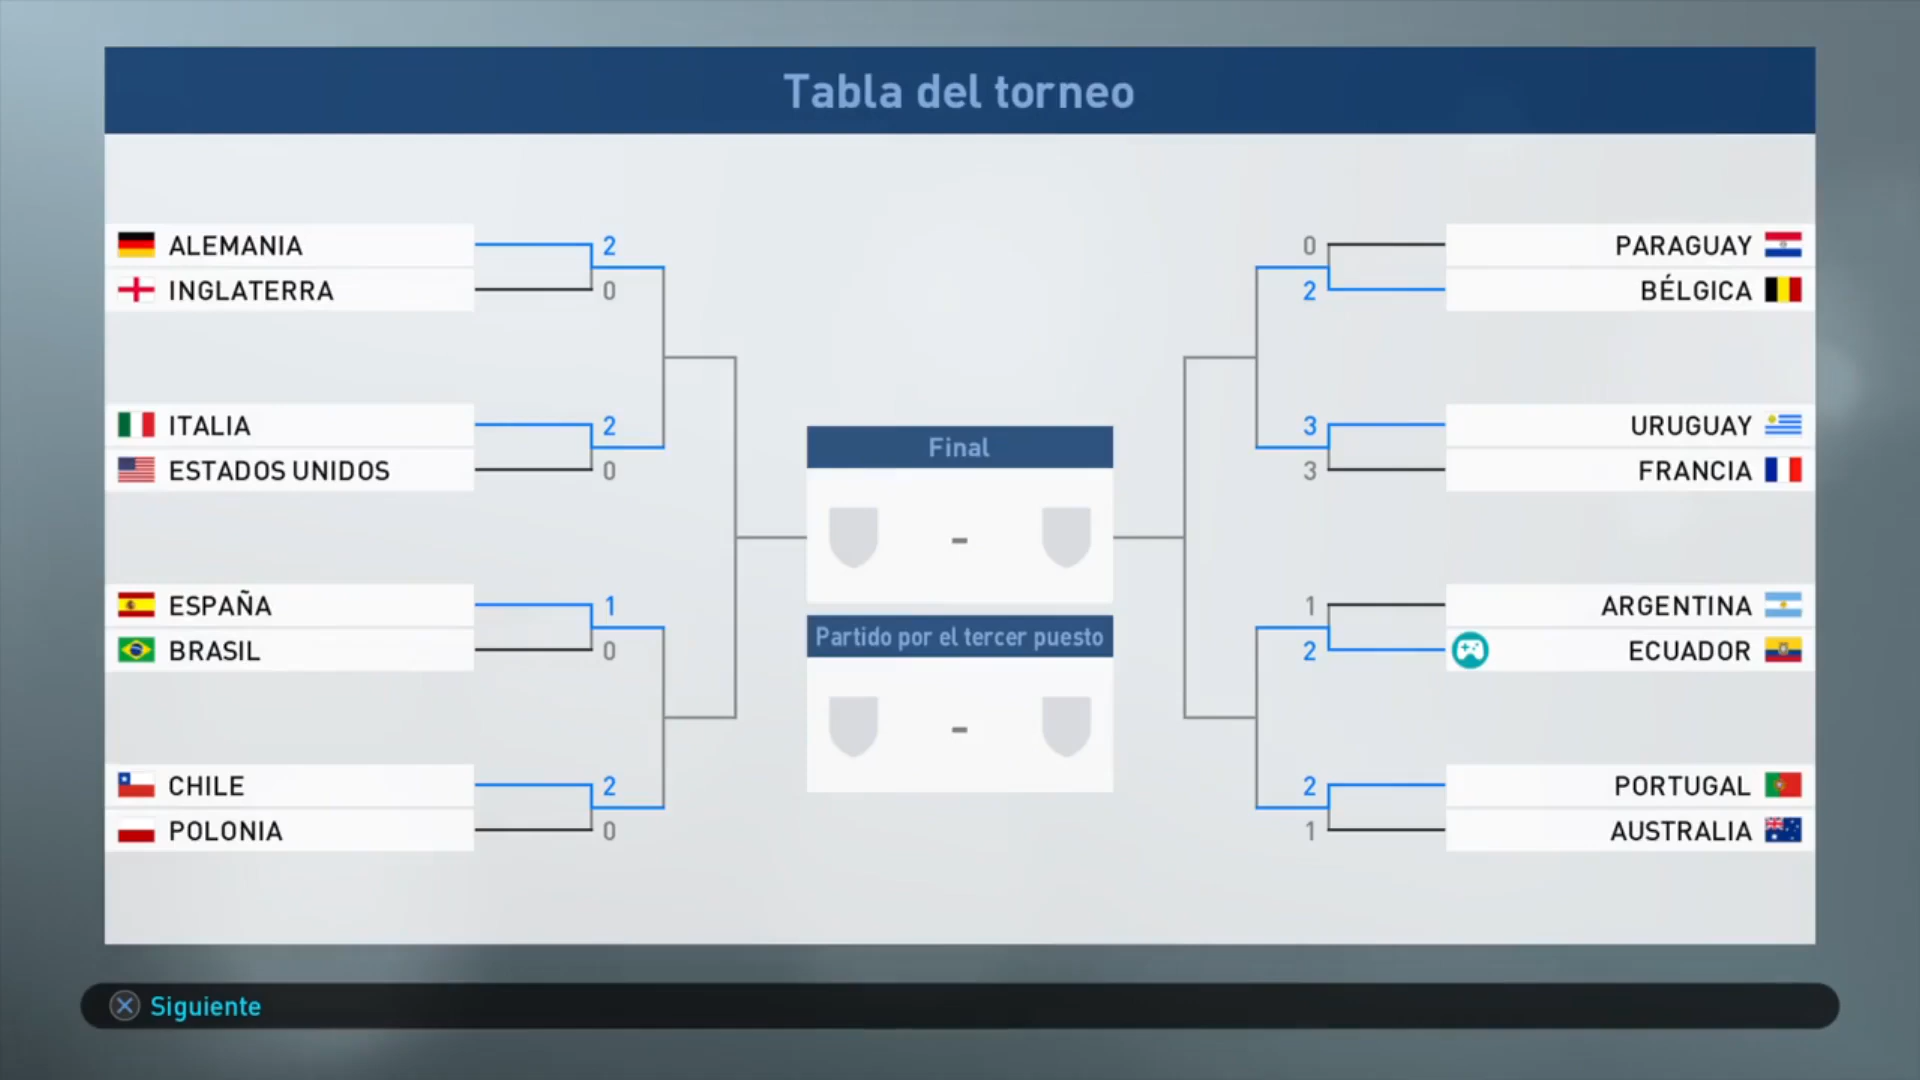 Tabla del torneo
ALEMANIA 2
INGLATERRA 0
ITALIA 2
ESTADOS UNIDOS 0
ESPAÑA 1
BRASIL 0
CHILE 2
POLONIA 0
Final
-
Partido por el tercer puesto
-
0 PARAGUAY
2 BÉLGICA
3 URUGUAY
3 FRANCIA
1 ARGENTINA
2 ECUADOR
2 PORTUGAL
1 AUSTRALIA
Siguiente